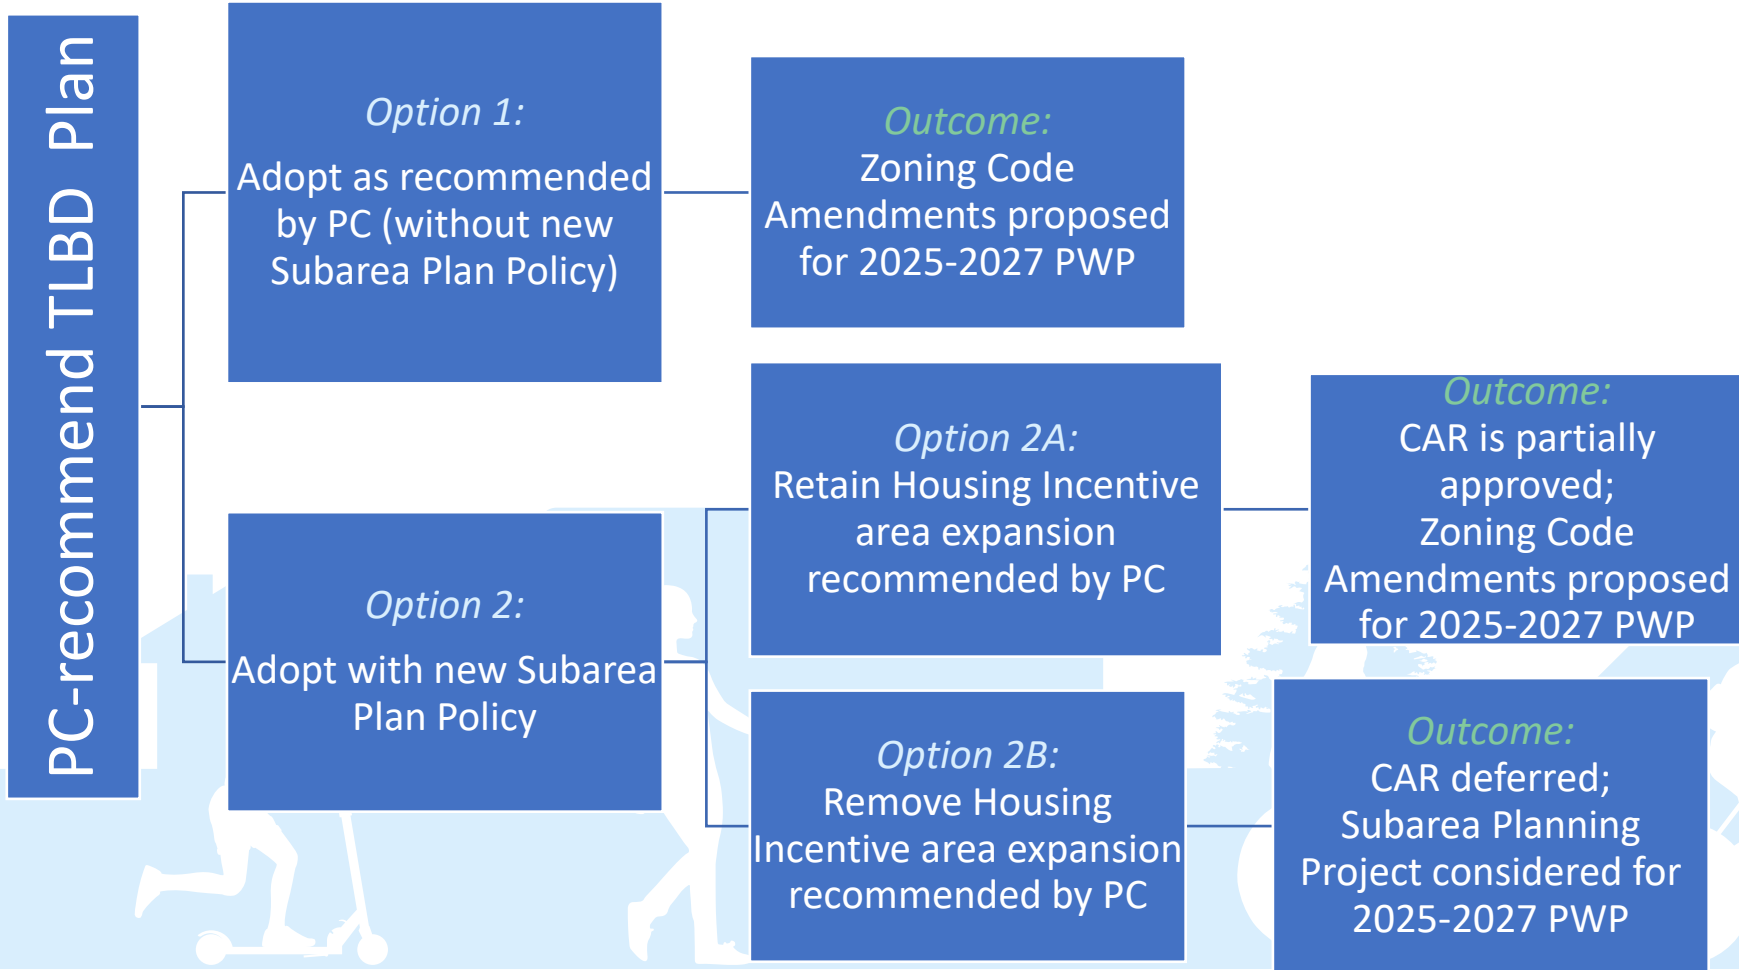 PC-recommend TLBD Plan
Option 1:
Adopt as recommended
by PC (without new
Subarea Plan Policy)
Outcome:
Zoning Code
Amendments proposed
for 2025-2027 PWP
Option 2:
Adopt with new Subarea
Plan Policy
Option 2A:
Retain Housing Incentive
area expansion
recommended by PC
Outcome:
CAR is partially
approved;
Zoning Code
Amendments proposed
for 2025-2027 PWP
Option 2B:
Remove Housing
Incentive area expansion
recommended by PC
Outcome:
CAR deferred;
Subarea Planning
Project considered for
2025-2027 PWP